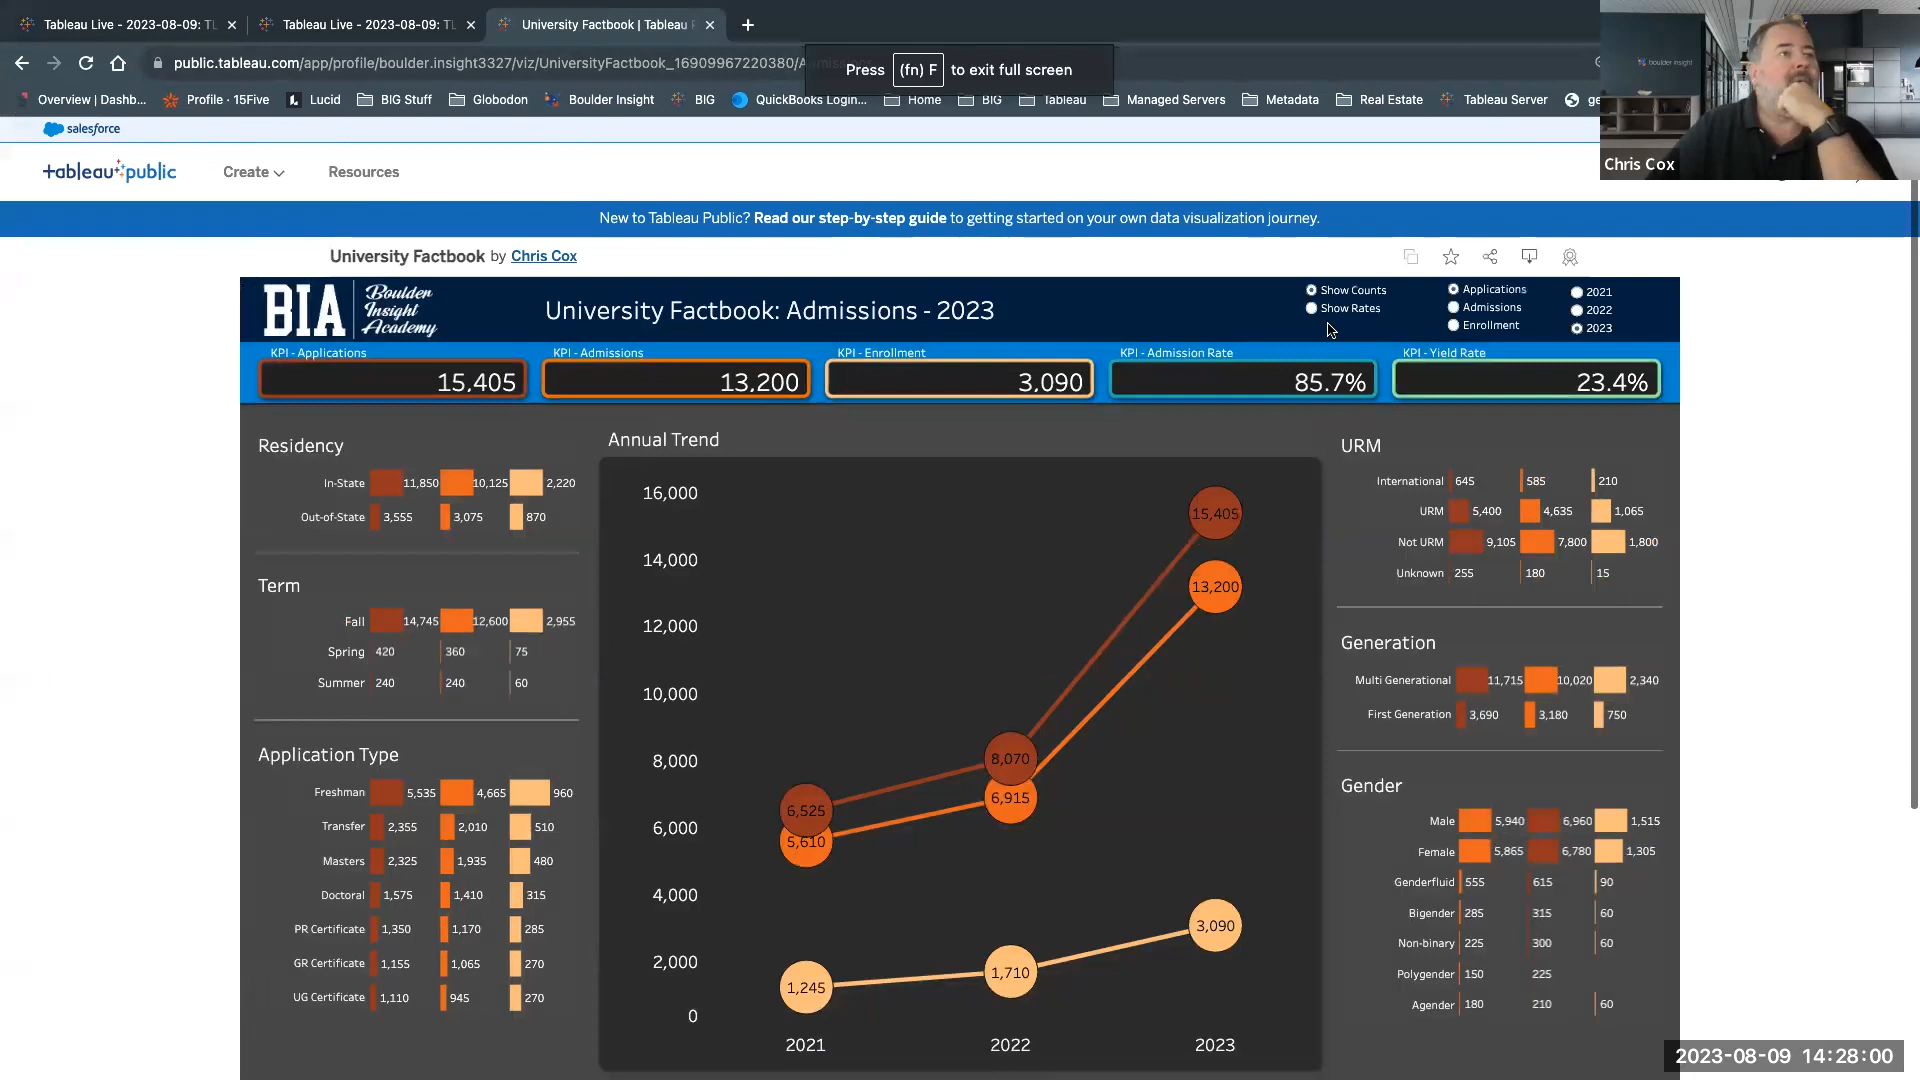 Tableau Live - 2023-08-09: TL
Tableau Live - 2023-08-09: TL
University Factbook | Tableau
public.tableau.com/app/profile/boulder.insight3327/viz/UniversityFactbook_16909967220380/A
Press (fn) F to exit full screen
Overview | Dashb...
Profile · 15Five
Lucid
BIG Stuff
Globodon
Boulder Insight
BIG
QuickBooks Login...
Home
BIG
Tableau
Managed Servers
Metadata
Real Estate
Tableau Server
ge
boulder insight
Chris Cox
salesforce
tableau public
Create
Resources
New to Tableau Public? Read our step-by-step guide to getting started on your own data visualization journey.
University Factbook by Chris Cox
BIA
Boulder
Insight
Academy
University Factbook: Admissions - 2023
Show Counts
Show Rates
Applications
Admissions
Enrollment
2021
2022
2023
KPI - Applications
15,405
KPI - Admissions
13,200
KPI - Enrollment
3,090
KPI - Admission Rate
85.7%
KPI - Yield Rate
23.4%
Residency
In-State 11,850 10,125 2,220
Out-of-State 3,555 3,075 870
Term
Fall 14,745 12,600 2,955
Spring 420 360 75
Summer 240 240 60
Application Type
Freshman 5,535 4,665 960
Transfer 2,355 2,010 510
Masters 2,325 1,935 480
Doctoral 1,575 1,410 315
PR Certificate 1,350 1,170 285
GR Certificate 1,155 1,065 270
UG Certificate 1,110 945 270
Annual Trend
16,000
14,000
12,000
10,000
8,000
6,000
4,000
2,000
0
15,405
13,200
8,070
6,915
6,525
5,610
3,090
1,710
1,245
2021 2022 2023
URM
International 645 585 210
URM 5,400 4,635 1,065
Not URM 9,105 7,800 1,800
Unknown 255 180 15
Generation
Multi Generational 11,715 10,020 2,340
First Generation 3,690 3,180 750
Gender
Male 5,940 6,960 1,515
Female 5,865 6,780 1,305
Genderfluid 555 615 90
Bigender 285 315 60
Non-binary 225 300 60
Polygender 150 225
Agender 180 210 60
2023-08-09 14:28:00